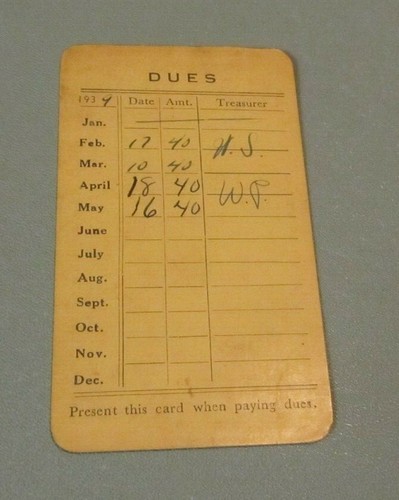 DUES
1934 Date Amt. Treasurer
Jan.
Feb. 17 40 H.S.
Mar. 10 40
April 18 40 W.P.
May 16 40
June
July
Aug.
Sept.
Oct.
Nov.
Dec.
Present this card when paying dues.